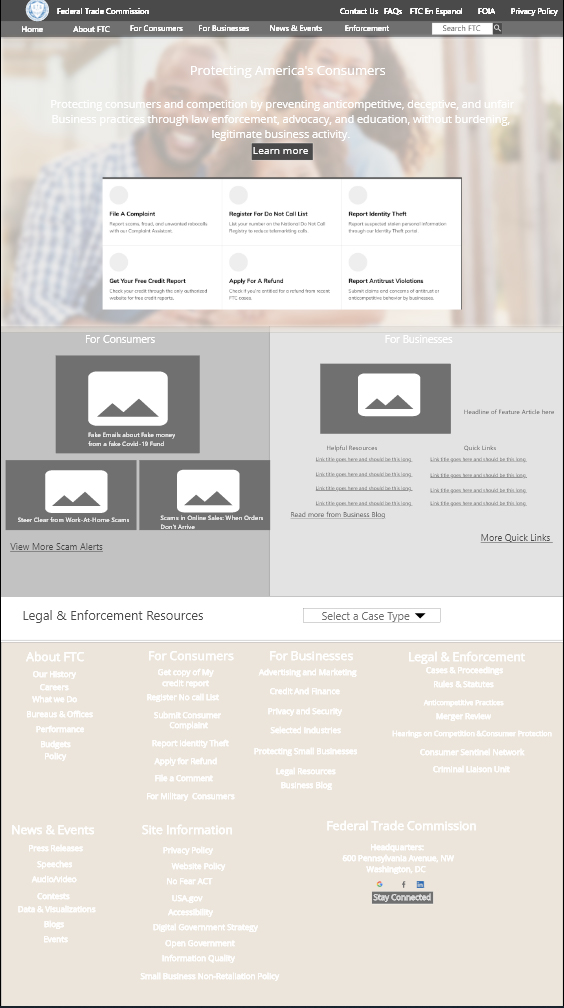 Federal Trade Commission
Contact Us FAQs FTC En Espanol FOIA Privacy Policy
Home About FTC For Consumers For Businesses News & Events Enforcement
Search FTC
Protecting America's Consumers
Protecting consumers and competition by preventing anticompetitive, deceptive, and unfair
Business practices through law enforcement, advocacy, and education, without burdening,
legitimate business activity.
Learn more
File A Complaint
Report scams, fraud, and unwanted robocalls
with our Complaint Assistant.
Register For Do Not Call List
List your number on the National Do Not Call
Registry to reduce telemarketing calls.
Report Identity Theft
Report suspected stolen personal information
through our Identity Theft portal.
Get Your Free Credit Report
Check your credit through the only authorized
website for free credit reports.
Apply For A Refund
Check if you're entitled for a refund from recent
FTC cases.
Report Antitrust Violations
Submit claims and concerns of antitrust or
anticompetitive behavior by businesses.
For Consumers
Fake Emails about Fake money
from a fake Covid-19 Fund
Steer Clear from Work-At-Home Scams
Scams in Online Sales: When Orders
Don't Arrive
View More Scam Alerts
For Businesses
Headline of Feature Article here
Helpful Resources
Link title goes here and should be this long
Link title goes here and should be this long
Link title goes here and should be this long
Link title goes here and should be this long
Read more from Business Blog
Quick Links
Link title goes here and should be this long
Link title goes here and should be this long
Link title goes here and should be this long
Link title goes here and should be this long
More Quick Links
Legal & Enforcement Resources
Select a Case Type
About FTC
Our History
Careers
What we Do
Bureaus & Offices
Performance
Budgets
Policy
For Consumers
Get copy of My
credit report
Register No call List
Submit Consumer
Complaint
Report Identity Theft
Apply for Refund
File a Comment
For Military Consumers
For Businesses
Advertising and Marketing
Credit And Finance
Privacy and Security
Selected Industries
Protecting Small Businesses
Legal Resources
Business Blog
Legal & Enforcement
Cases & Proceedings
Rules & Statutes
Anticompetitive Practices
Merger Review
Hearings on Competition &Consumer Protection
Consumer Sentinel Network
Criminal Liaison Unit
News & Events
Press Releases
Speeches
Audio/Video
Contests
Data & Visualizations
Blogs
Events
Site Information
Privacy Policy
Website Policy
No Fear ACT
USA.gov
Accessibility
Digital Government Strategy
Open Government
Information Quality
Small Business Non-Retaliation Policy
Federal Trade Commission
Headquarters:
600 Pennsylvania Avenue, NW
Washington, DC
Stay Connected